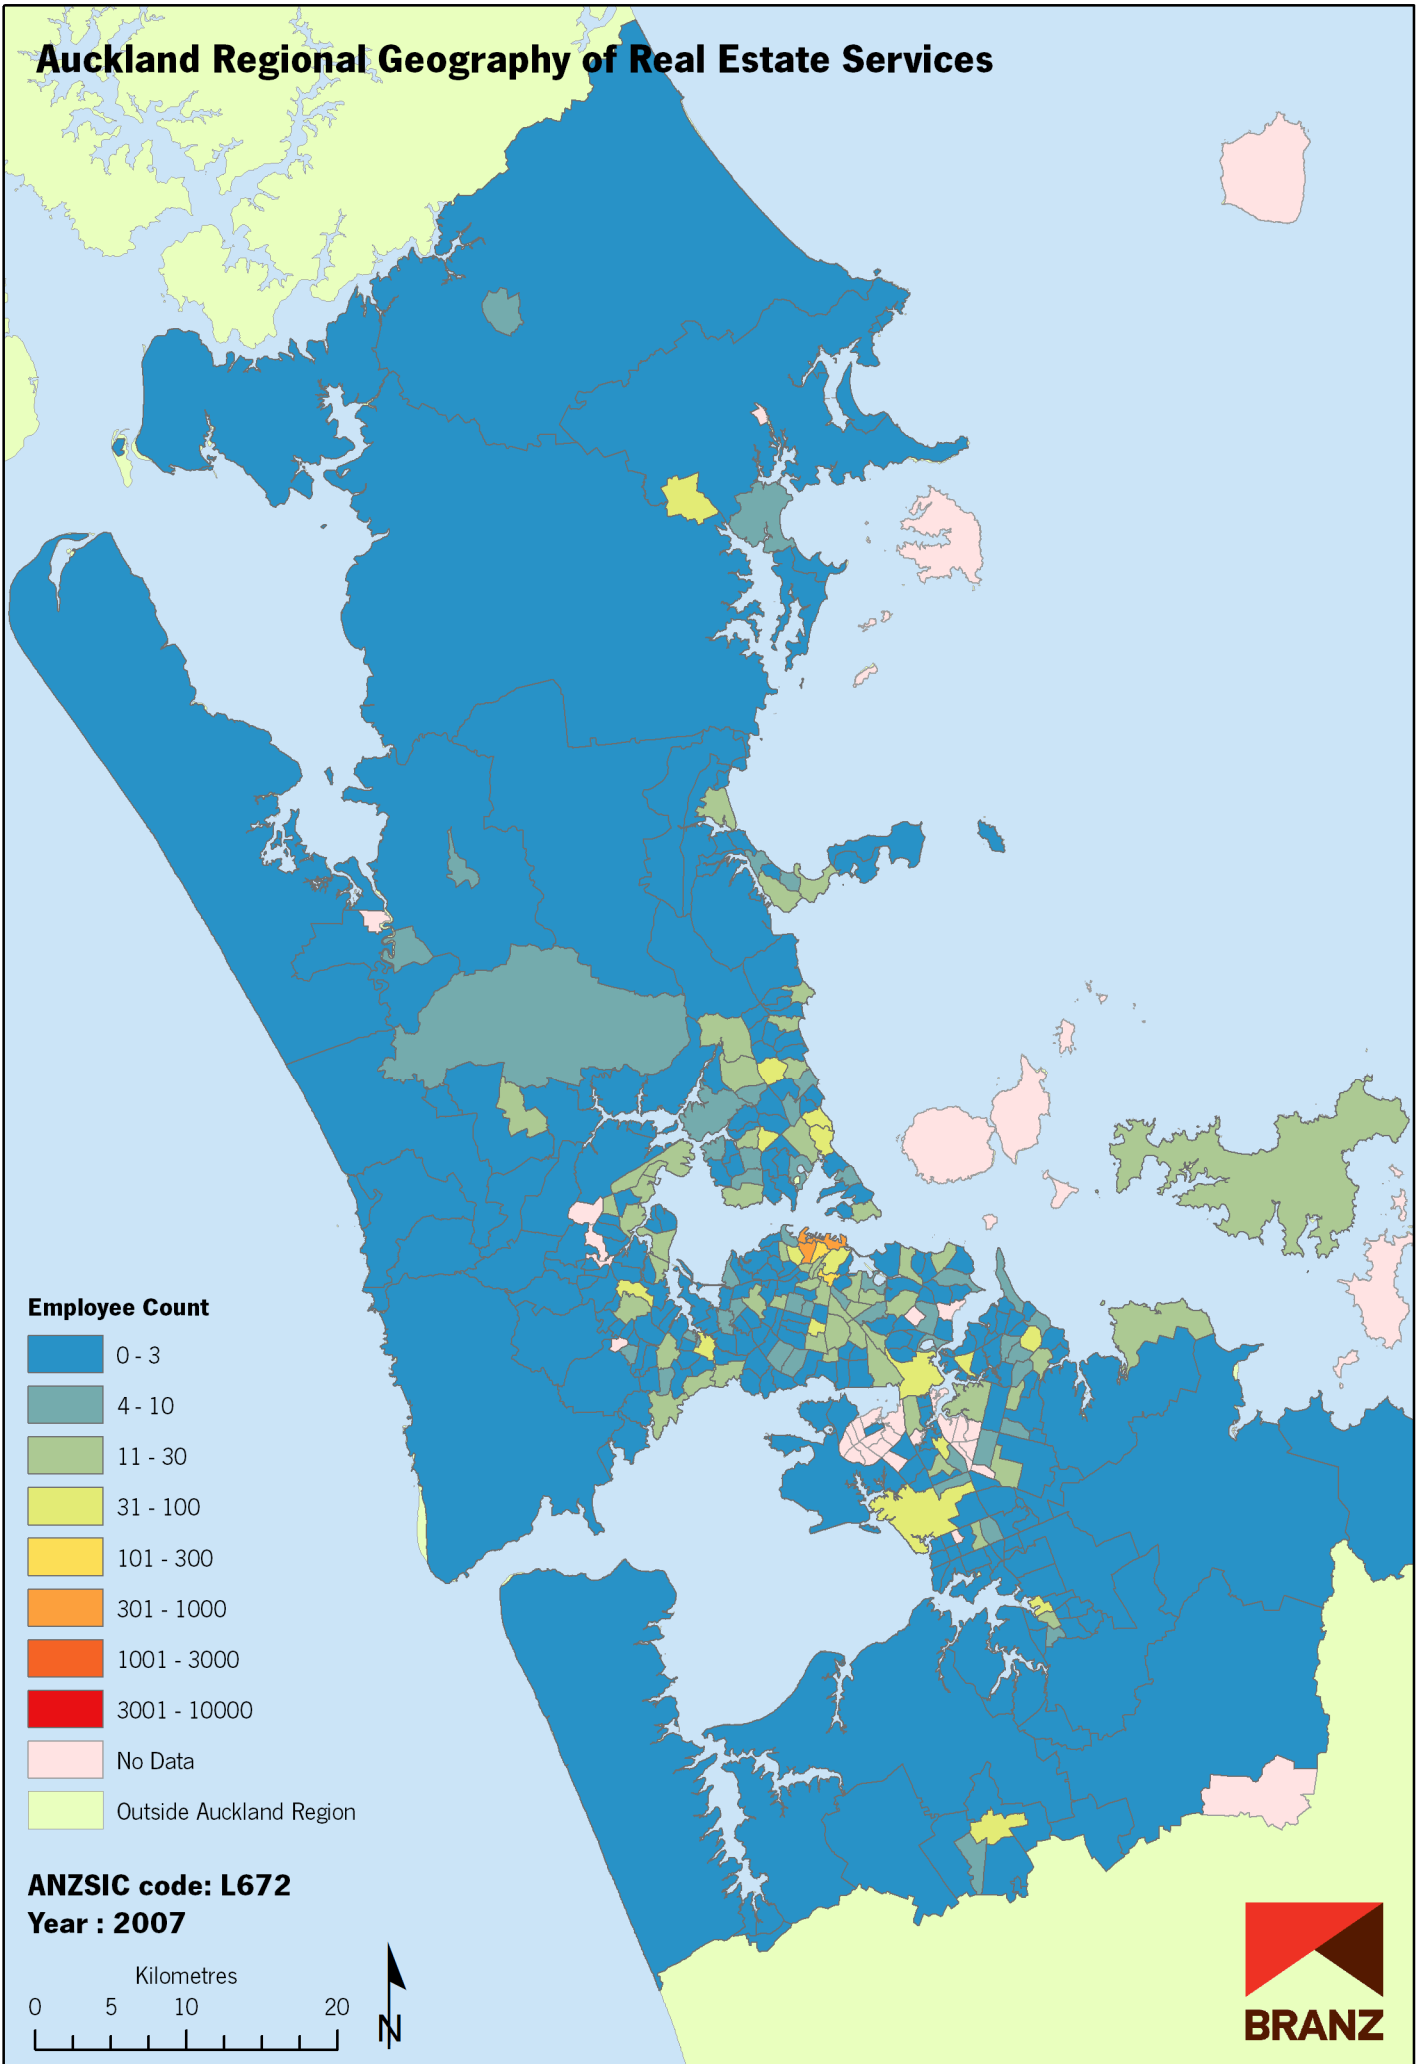 Auckland Regional Geography of Real Estate Services
Employee Count
0 - 3
4 - 10
11 - 30
31 - 100
101 - 300
301 - 1000
1001 - 3000
3001 - 10000
No Data
Outside Auckland Region
ANZSIC code: L672
Year : 2007
Kilometres
0 5 10 20
N
BRANZ